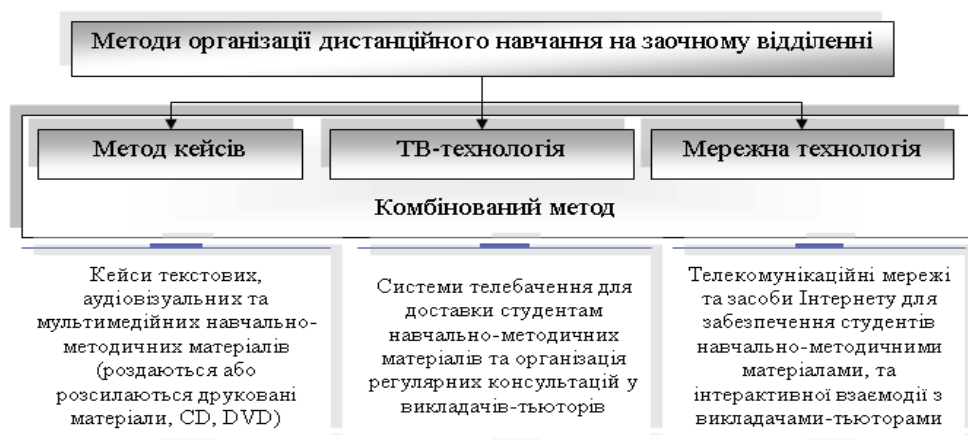 Методи організації дистанційного навчання на заочному відділенні
Метод кейсів
ТВ-технологія
Мережна технологія
Комбінований метод
Кейси текстових,
аудіовізуальних та
мультимедійних навчально-
методичних матеріалів
(роздаються або
розсилаються друковані
матеріали, CD, DVD)
Системи телебачення для
доставки студентам
навчально-методичних
матеріалів та організація
регулярних консультацій у
викладачів-тьюторів
Телекомунікаційні мережі
та засоби Інтернету для
забезпечення студентів
навчально-методичними
матеріалами, та
інтерактивної взаємодії з
викладачами-тьюторами